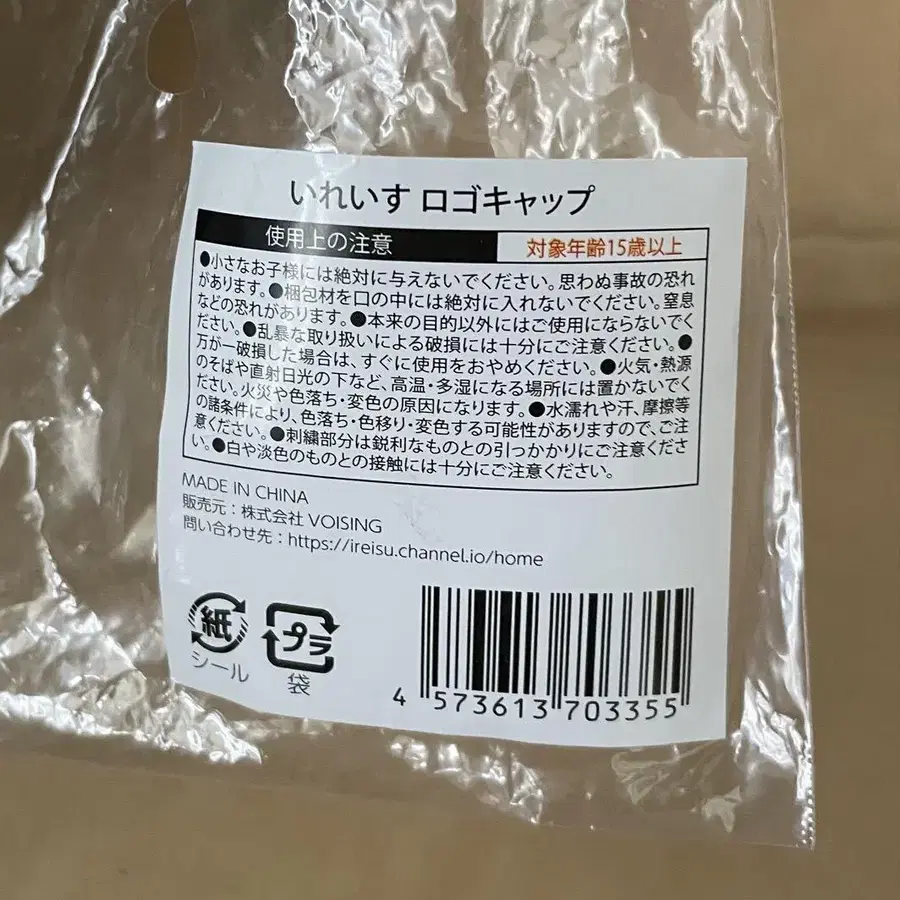 いれいす ロゴキャップ
使用上の注意
対象年齢15歳以上
●小さなお子様には絶対に与えないでください。思わぬ事故の恐れ
があります。●梱包材を口の中には絶対に入れないでください。窒息
などの恐れがあります。●本来の目的以外にはご使用にならないでく
ださい。●乱暴な取り扱いによる破損には十分にご注意ください。●
万が一破損した場合は、すぐに使用をおやめください。●火気・熱源
のそばや直射日光の下など、高温・多湿になる場所には置かないでく
ださい。火災や色落ち・変色の原因になります。●水濡れや汗、摩擦等
の諸条件により、色落ち・色移り・変色する可能性がありますので、ご注
意ください。●刺繍部分は鋭利なものとの引っかかりにご注意くださ
い。●白や淡色のものとの接触には十分にご注意ください。
MADE IN CHINA
販売元：株式会社 VOISING
問い合わせ先：https://ireisu.channel.io/home
紙
シール
プラ
袋
4 573613 703355